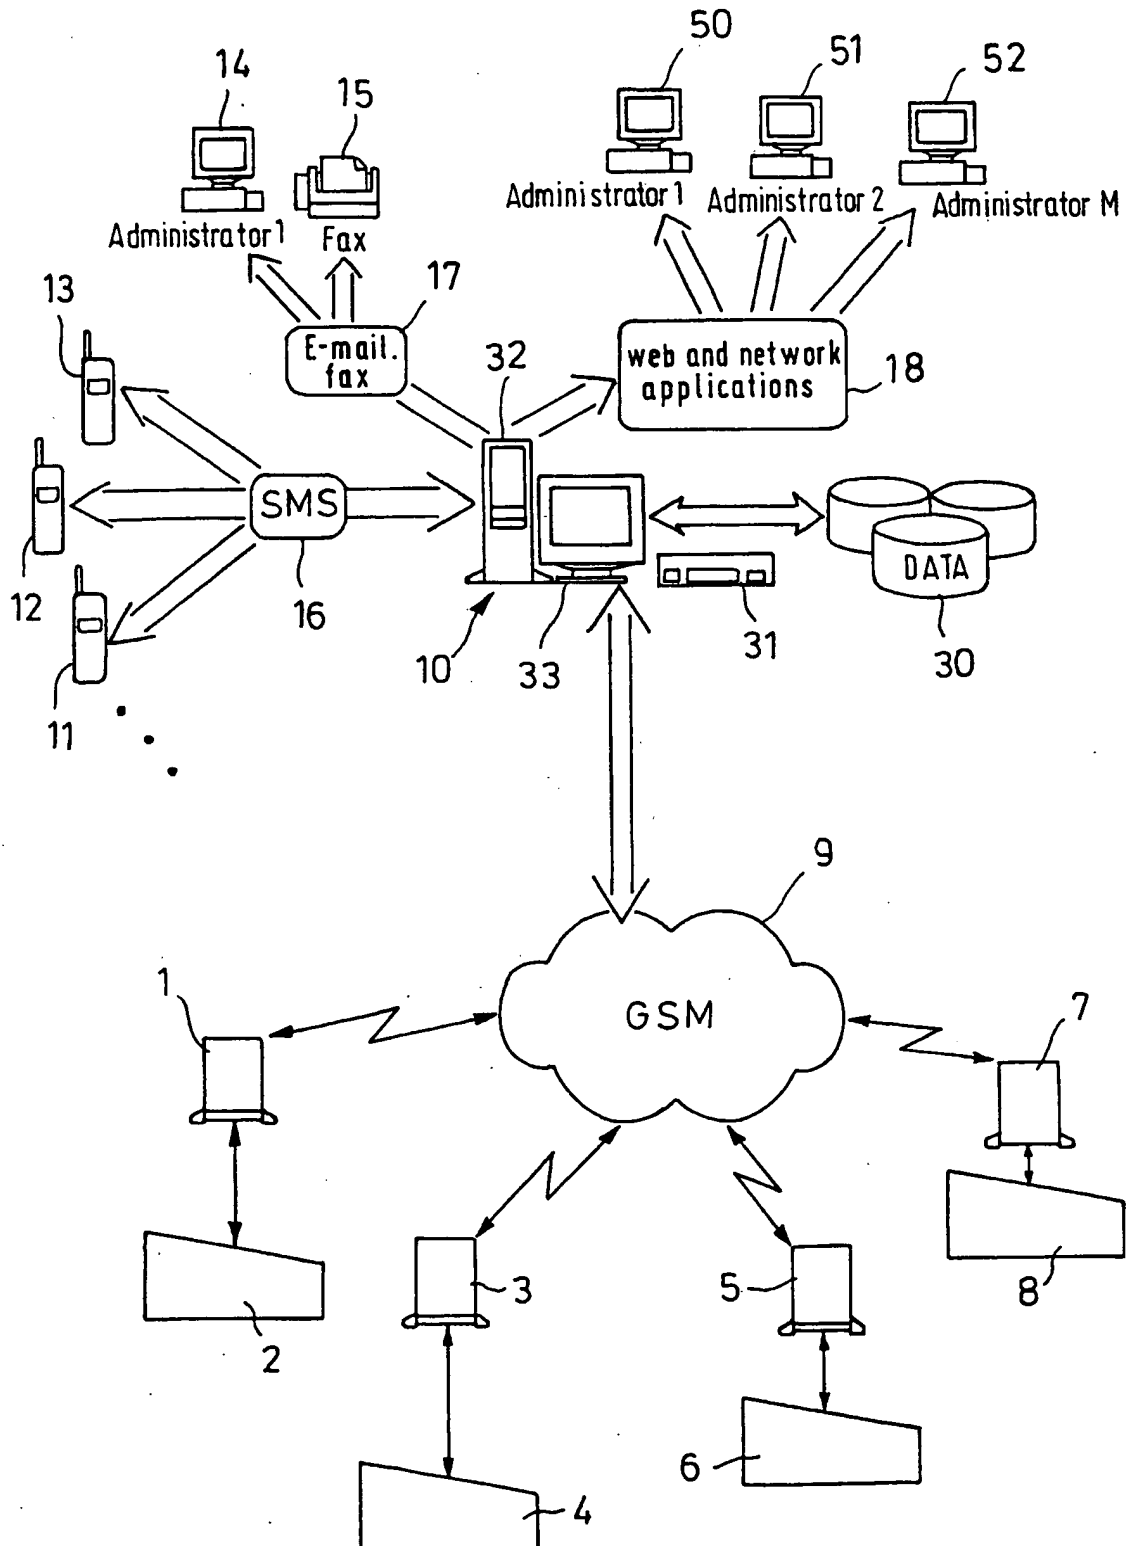 50
51
52
14
15
Administrator 1
Administrator 2
Administrator M
Administrator 1
Fax
13
17
E-mail.
fax
32
web and network
applications
18
SMS
DATA
12
16
10
33
31
30
11
9
GSM
1
7
3
5
8
2
6
4